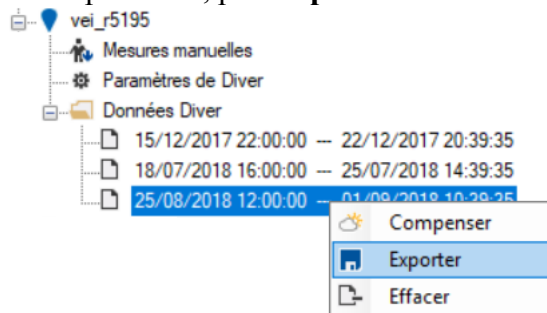 vei_r5195
Mesures manuelles
Paramètres de Diver
Données Diver
15/12/2017 22:00:00 --- 22/12/2017 20:39:35
18/07/2018 16:00:00 --- 25/07/2018 14:39:35
25/08/2018 12:00:00 --- 01/09/2018 10:39:35
Compenser
Exporter
Effacer